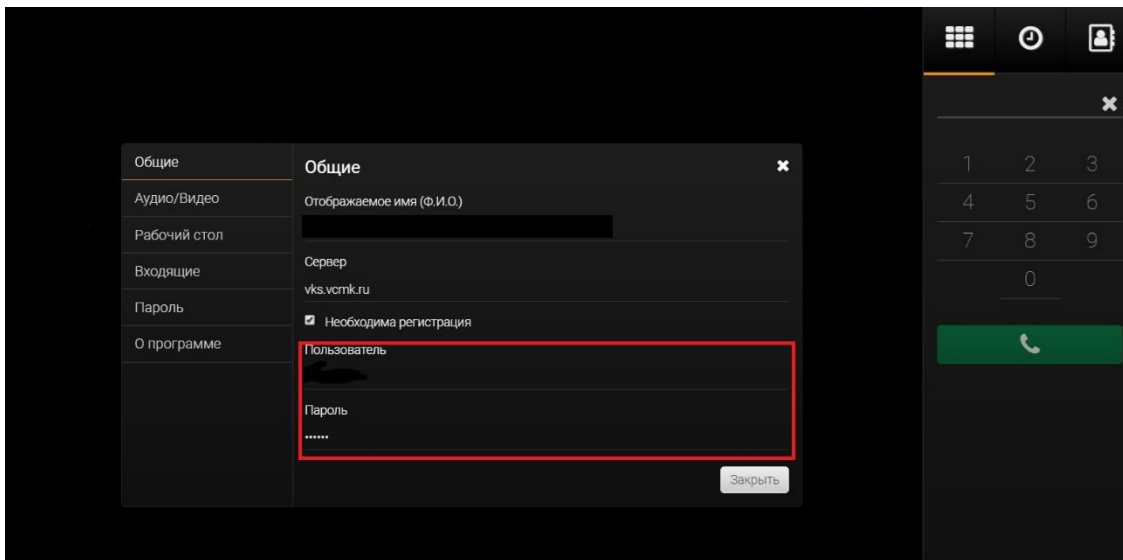 Общие
Аудио/Видео
Рабочий стол
Входящие
Пароль
О программе
Общие
Отображаемое имя (Ф.И.О.)
Сервер
vks.vcmk.ru
Необходима регистрация
Пользователь
Пароль
••••••
Закрыть
1 2 3
4 5 6
7 8 9
0